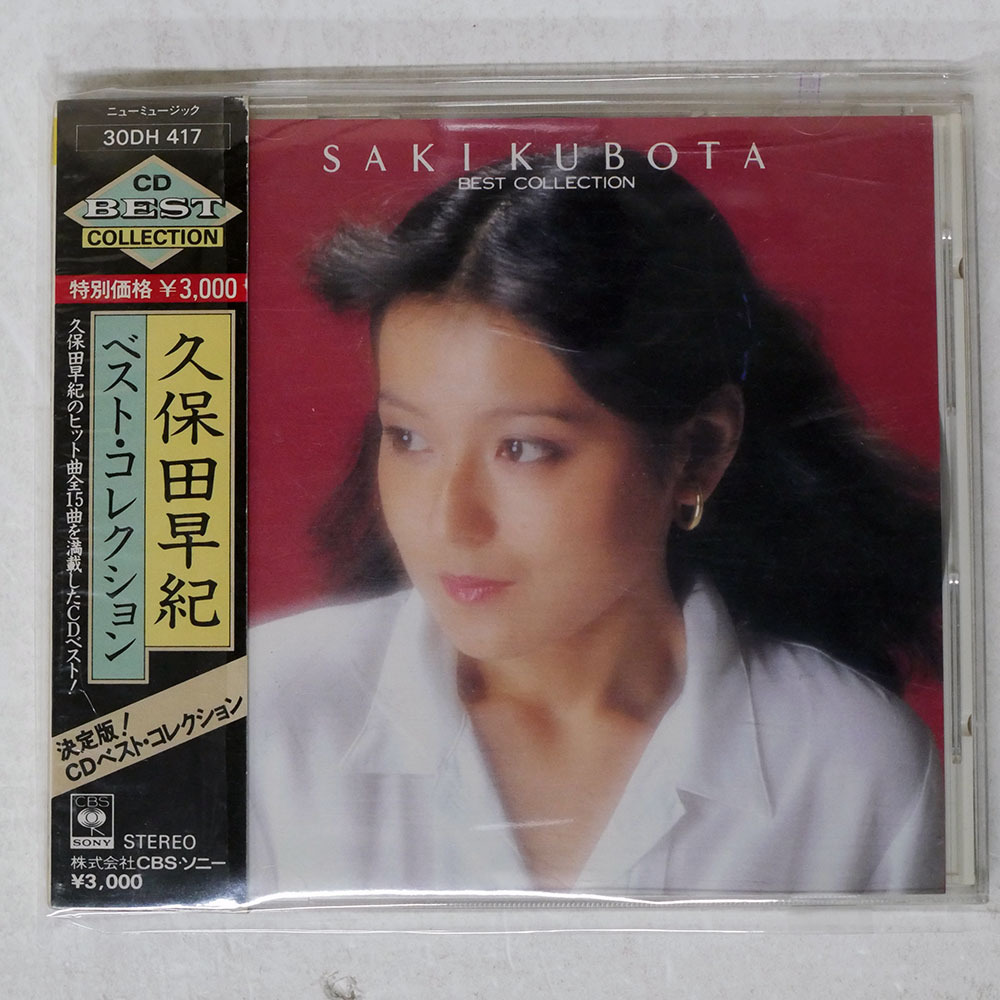 ニューミュージック
30DH 417
CD
BEST
COLLECTION
特別価格 ¥3,000
久保田早紀
ベスト・コレクション
久保田早紀のヒット曲全15曲を満載したCDベスト!
決定版!
CDベスト・コレクション
CBS
SONY
STEREO
株式会社CBS・ソニー
¥3,000
SAKI KUBOTA
BEST COLLECTION